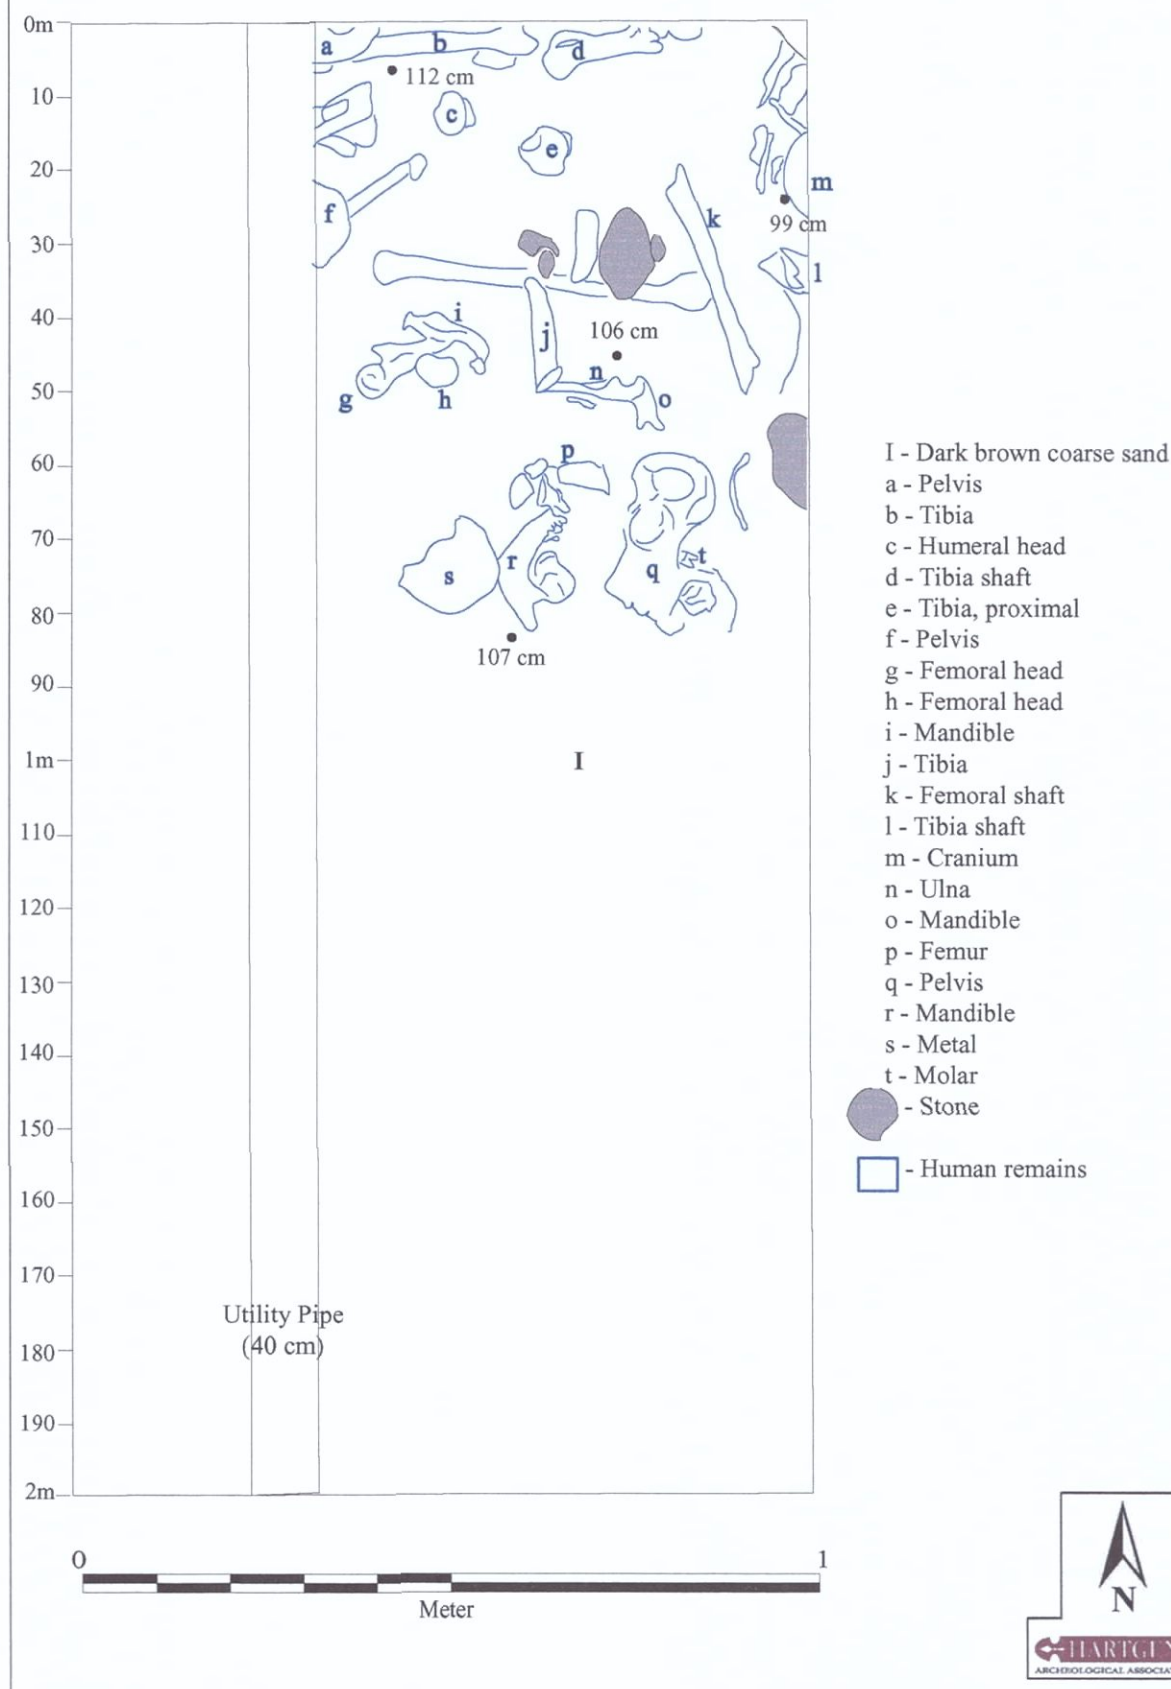 0m
a
b
d
112 cm
10
c
e
20
m
f
k
99 cm
30
l
i
40
106 cm
j
n
50
g
h
o
p
60
I - Dark brown coarse sand
a - Pelvis
b - Tibia
c - Humeral head
d - Tibia shaft
e - Tibia, proximal
f - Pelvis
g - Femoral head
h - Femoral head
i - Mandible
j - Tibia
k - Femoral shaft
l - Tibia shaft
m - Cranium
n - Ulna
o - Mandible
p - Femur
q - Pelvis
r - Mandible
s - Metal
t - Molar
- Stone
- Human remains
70
s
r
q
t
80
107 cm
90
1m
I
110
120
130
140
150
160
170
Utility Pipe
(40 cm)
180
190
2m
0
1
Meter
N